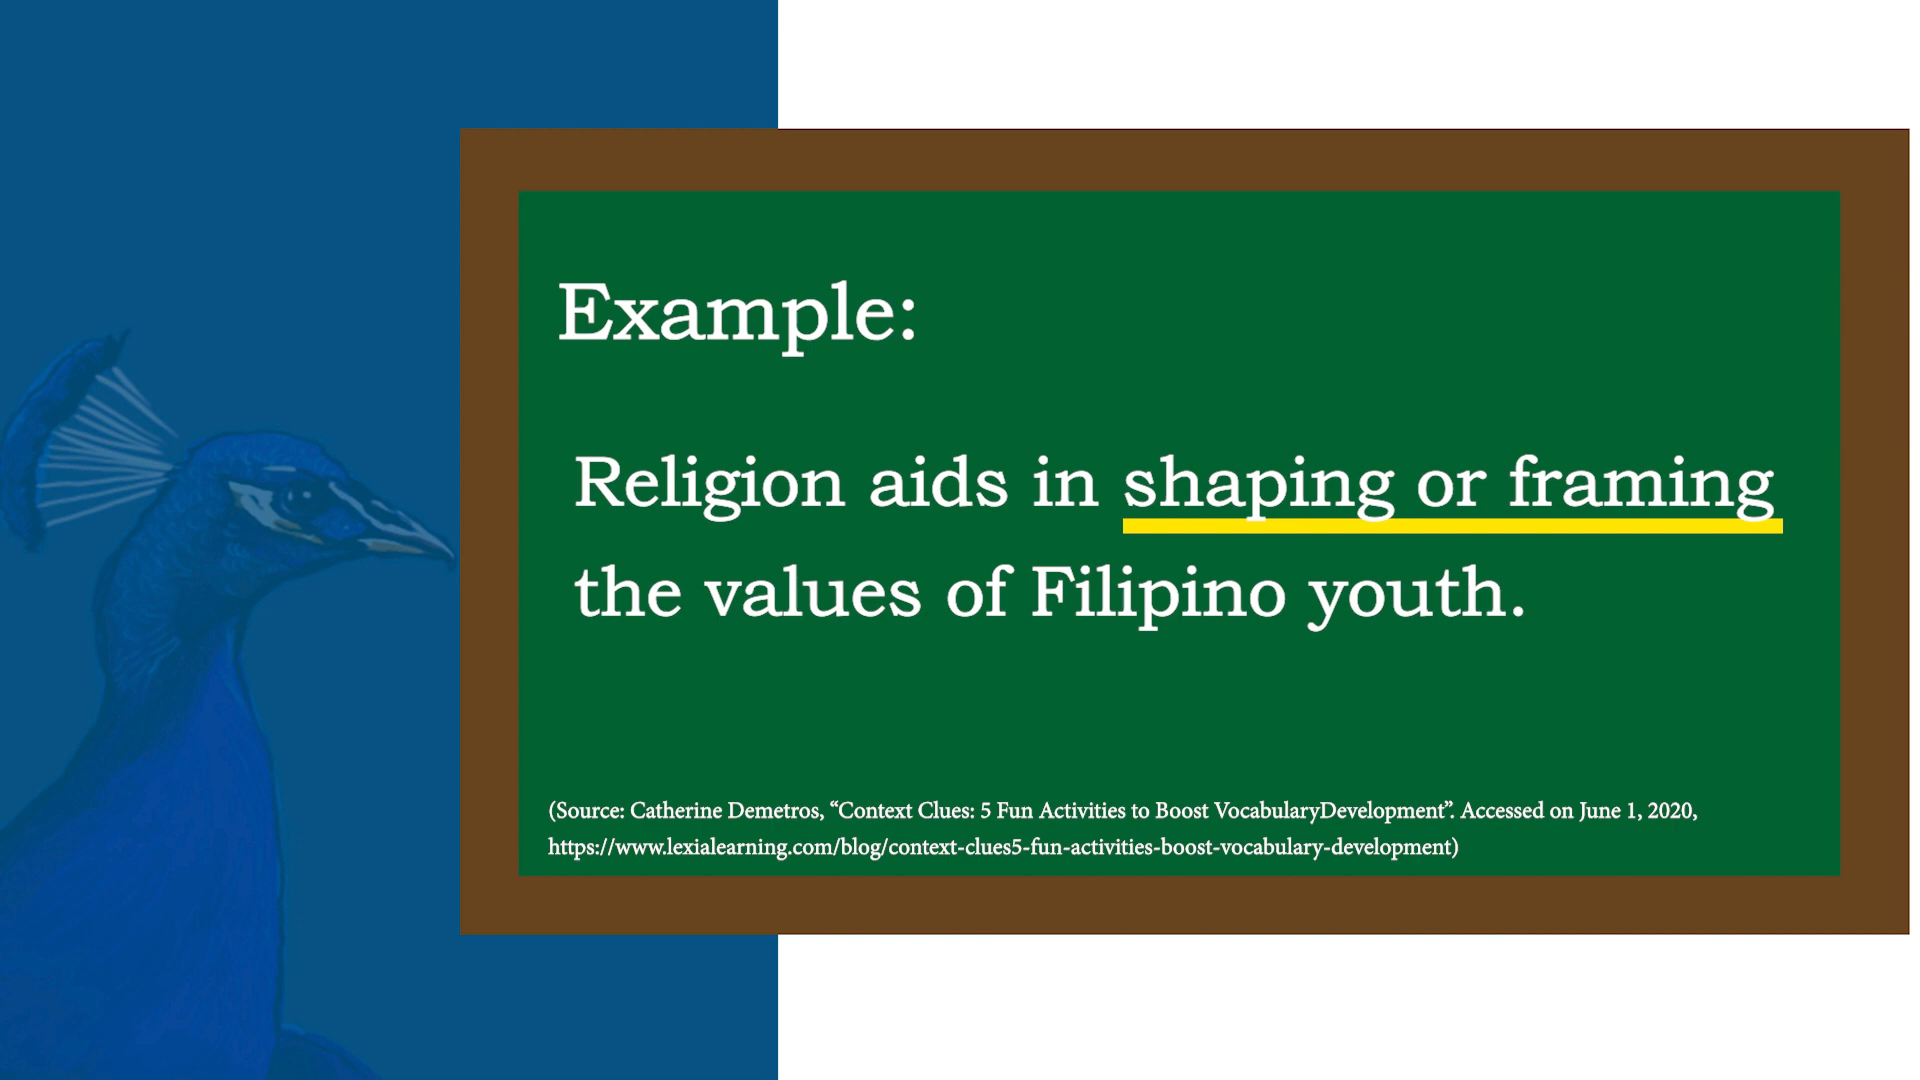 Example:
Religion aids in shaping or framing
the values of Filipino youth.
(Source: Catherine Demetros, “Context Clues: 5 Fun Activities to Boost VocabularyDevelopment”. Accessed on June 1, 2020,
https://www.lexialearning.com/blog/context-clues5-fun-activities-boost-vocabulary-development)